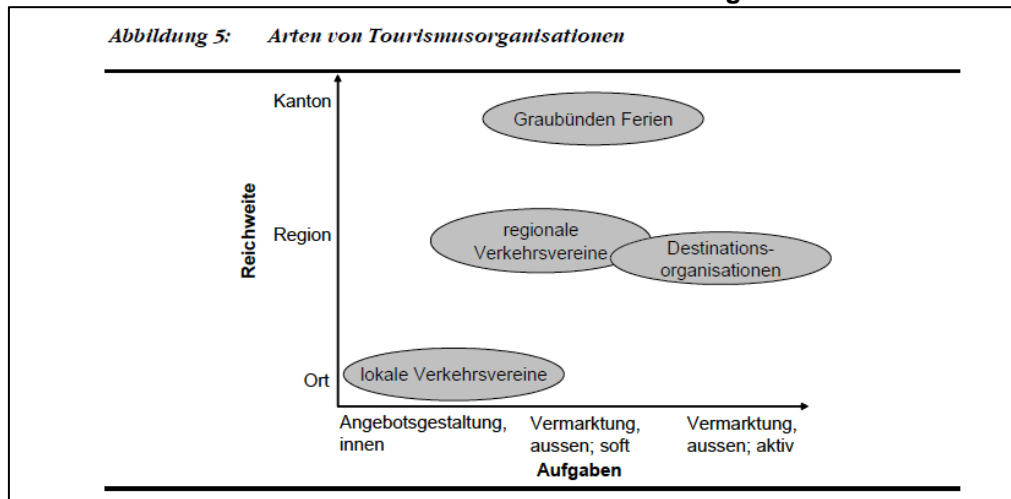 Abbildung 5: Arten von Tourismusorganisationen
Kanton
Graubünden Ferien
Reichweite
Region
regionale
Verkehrsvereine
Destinations-
organisationen
Ort
lokale Verkehrsvereine
Angebotsgestaltung,
innen
Vermarktung,
aussen; soft
Vermarktung,
aussen; aktiv
Aufgaben